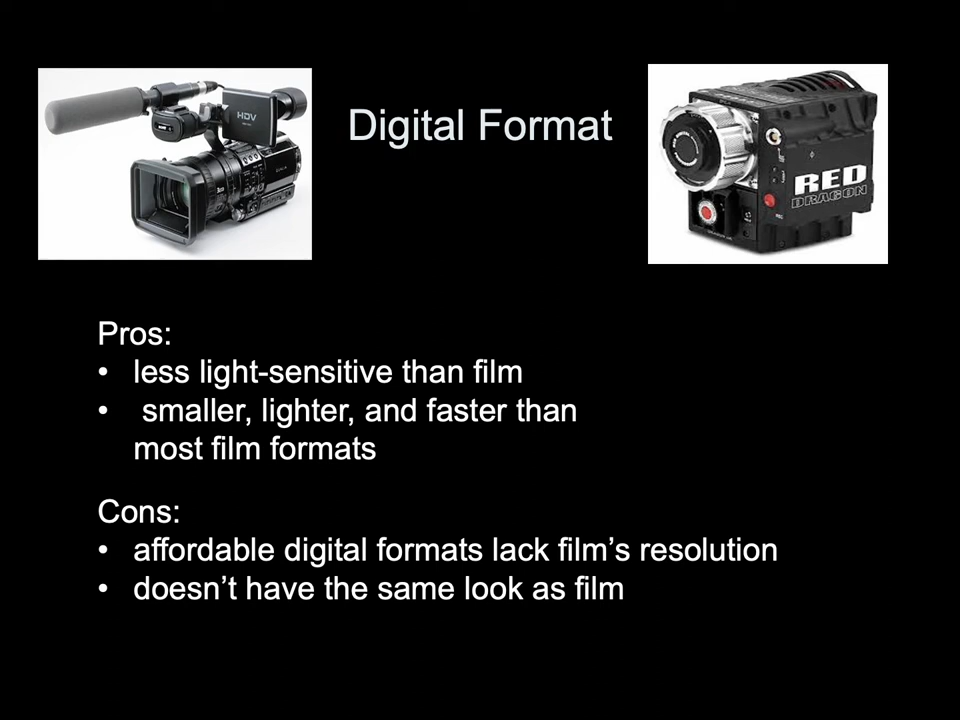 Digital Format
HDV
RED
DRAGON
Pros:
• less light-sensitive than film
• smaller, lighter, and faster than
most film formats
Cons:
• affordable digital formats lack film’s resolution
• doesn’t have the same look as film